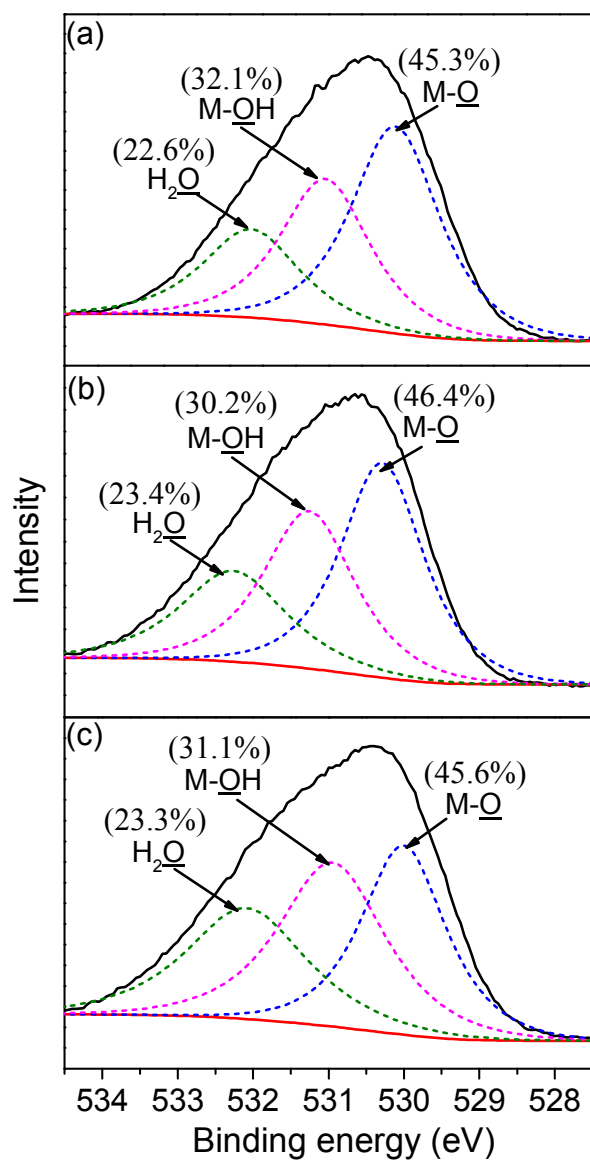 (a)
(45.3%)
M-O
(32.1%)
M-OH
(22.6%)
H₂O
(b)
(46.4%)
M-O
(30.2%)
M-OH
(23.4%)
H₂O
Intensity
(c)
(31.1%)
M-OH
(45.6%)
M-O
(23.3%)
H₂O
534 533 532 531 530 529 528
Binding energy (eV)